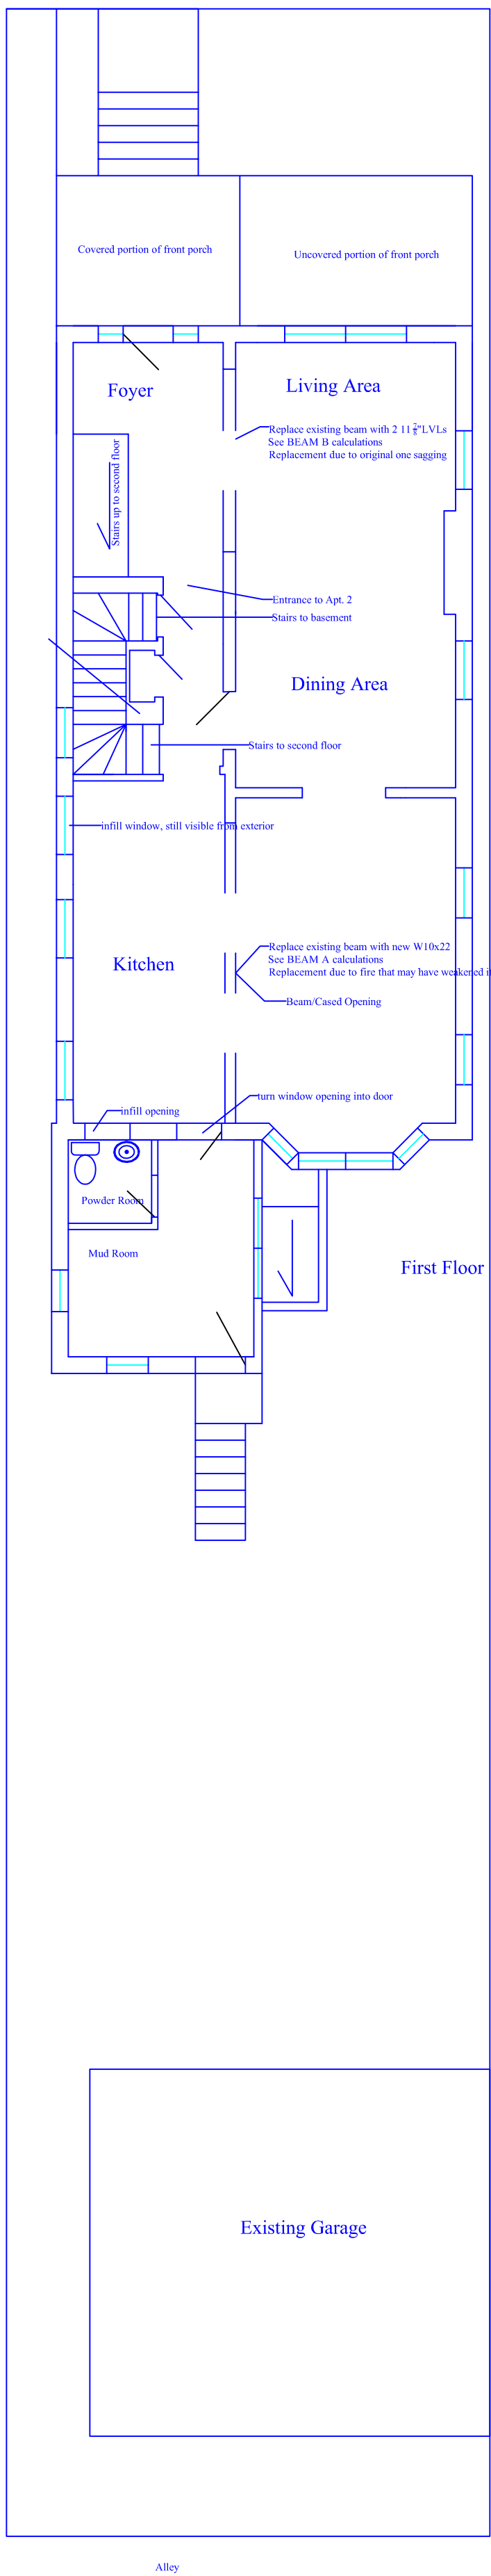 Covered portion of front porch
Uncovered portion of front porch
Foyer
Living Area
Replace existing beam with 2 11 7/8"LVLs
See BEAM B calculations
Replacement due to original one sagging
Stairs up to second floor
Entrance to Apt. 2
Stairs to basement
Dining Area
Stairs to second floor
infill window, still visible from exterior
Kitchen
Replace existing beam with new W10x22
See BEAM A calculations
Replacement due to fire that may have weakened it
Beam/Cased Opening
turn window opening into door
infill opening
Powder Room
Mud Room
First Floor
Existing Garage
Alley